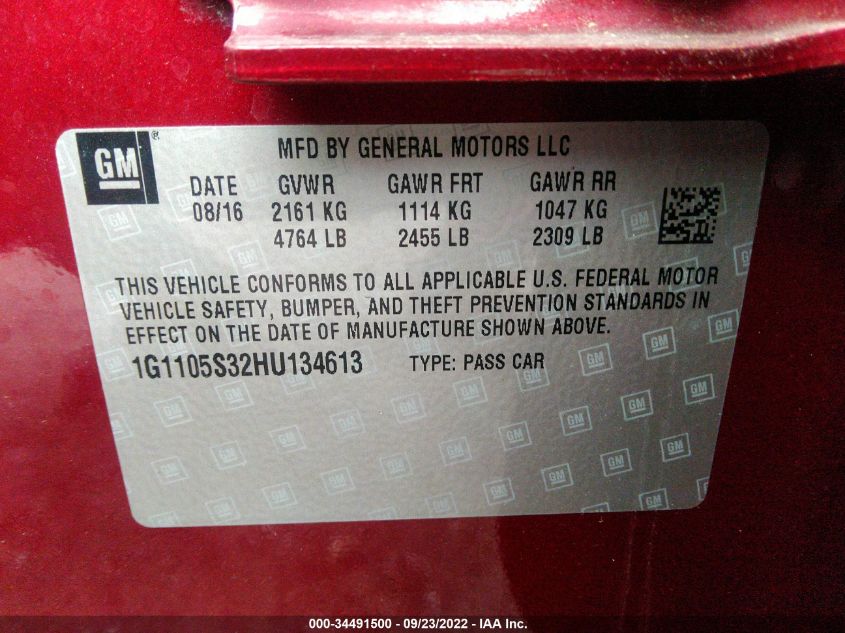 GM ®
MFD BY GENERAL MOTORS LLC
DATE GVWR GAWR FRT GAWR RR
08/16 2161 KG 1114 KG 1047 KG
4764 LB 2455 LB 2309 LB
THIS VEHICLE CONFORMS TO ALL APPLICABLE U.S. FEDERAL MOTOR
VEHICLE SAFETY, BUMPER, AND THEFT PREVENTION STANDARDS IN
EFFECT ON THE DATE OF MANUFACTURE SHOWN ABOVE.
1G1105S32HU134613 TYPE: PASS CAR
000-34491500 - 09/23/2022 - IAA Inc.